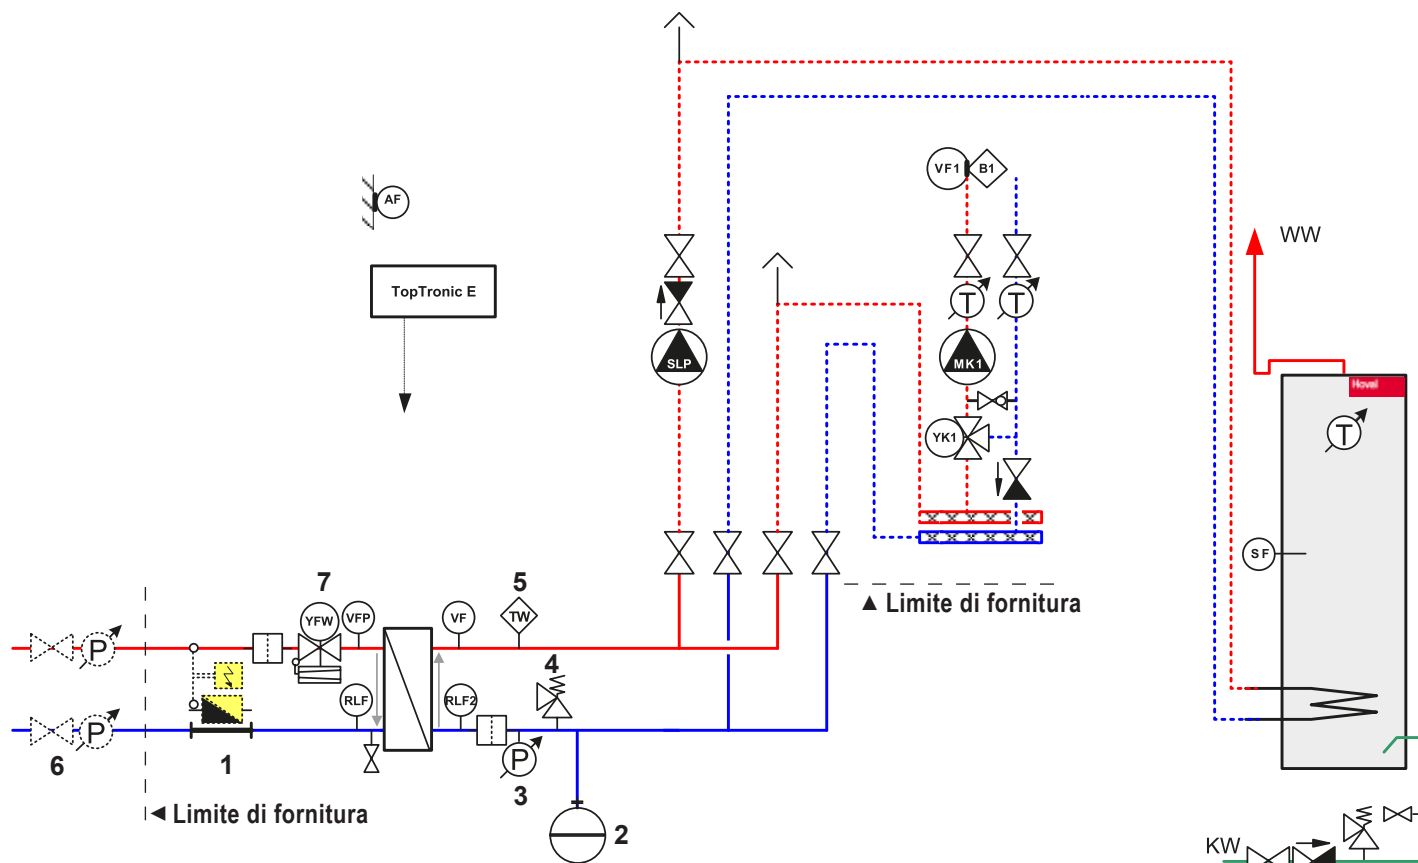 VF1
B1
AF
WW
TopTronic E
T
T
SLP
MK1
Hoval
T
YK1
SF
7
5
▲ Limite di fornitura
YFW
VFP
VF
TW
P
4
RLF
RLF2
P
P
6
1
3
◄ Limite di fornitura
2
KW